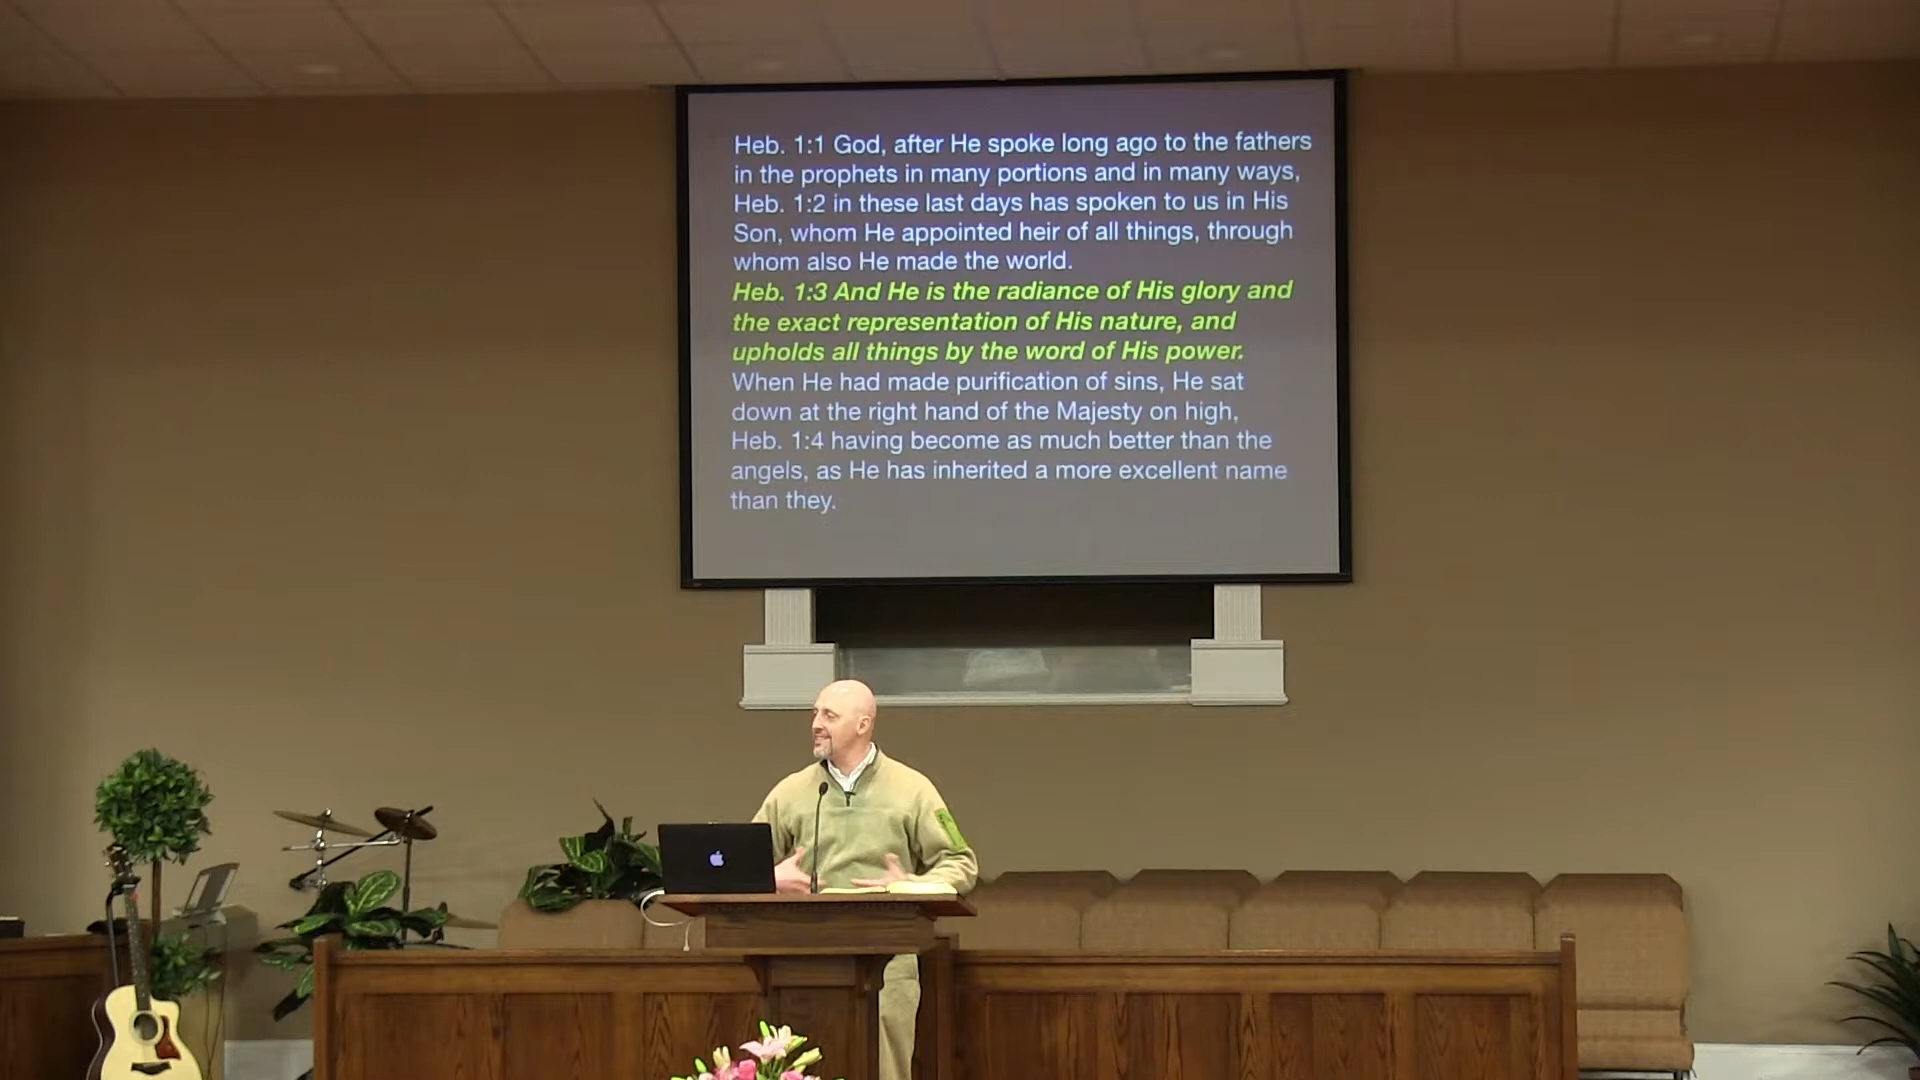 Heb. 1:1 God, after He spoke long ago to the fathers
in the prophets in many portions and in many ways,
Heb. 1:2 in these last days has spoken to us in His
Son, whom He appointed heir of all things, through
whom also He made the world.
Heb. 1:3 And He is the radiance of His glory and
the exact representation of His nature, and
upholds all things by the word of His power.
When He had made purification of sins, He sat
down at the right hand of the Majesty on high,
Heb. 1:4 having become as much better than the
angels, as He has inherited a more excellent name
than they.